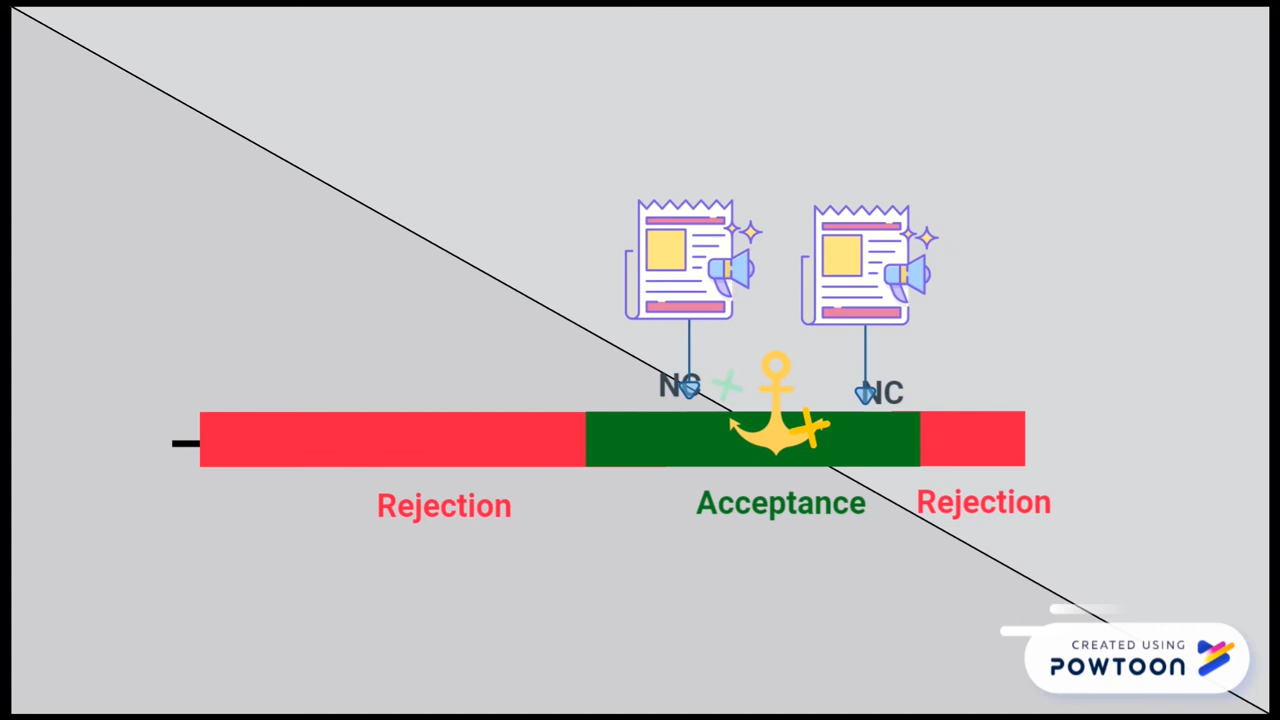 NC
NC
Rejection
Acceptance
Rejection
CREATED USING
POWTOON